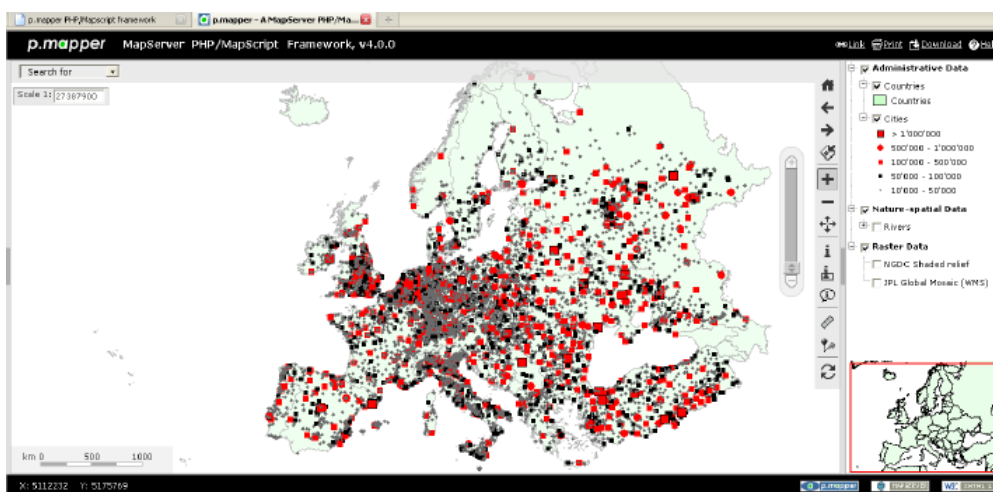 p.mapper PHP/Mapscript framework
p.mapper - A MapServer PHP/Ma...
p.mapper MapServer PHP/MapScript Framework, v4.0.0
Link Print Download Hel
Search for
Scale 1: 27387900
Administrative Data
Countries
Countries
Cities
> 1'000'000
500'000 - 1'000'000
100'000 - 500'000
50'000 - 100'000
10'000 - 50'000
Nature-spatial Data
Rivers
Raster Data
NGDC Shaded relief
JPL Global Mosaic (WMS)
km 0 500 1000
X: 5112232 Y: 5175769
p.mapper